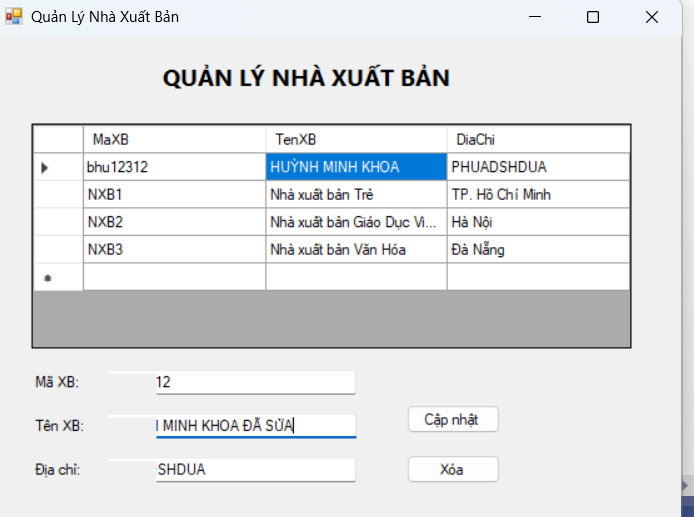 Quản Lý Nhà Xuất Bản
QUẢN LÝ NHÀ XUẤT BẢN
MaXB TenXB DiaChi
bhu12312 HUỲNH MINH KHOA PHUADSHDUA
NXB1 Nhà xuất bản Trẻ TP. Hồ Chí Minh
NXB2 Nhà xuất bản Giáo Dục Vi... Hà Nội
NXB3 Nhà xuất bản Văn Hóa Đà Nẵng
Mã XB: 12
Tên XB: MINH KHOA ĐÃ SỬA
Cập nhật
Địa chỉ: SHDUA
Xóa